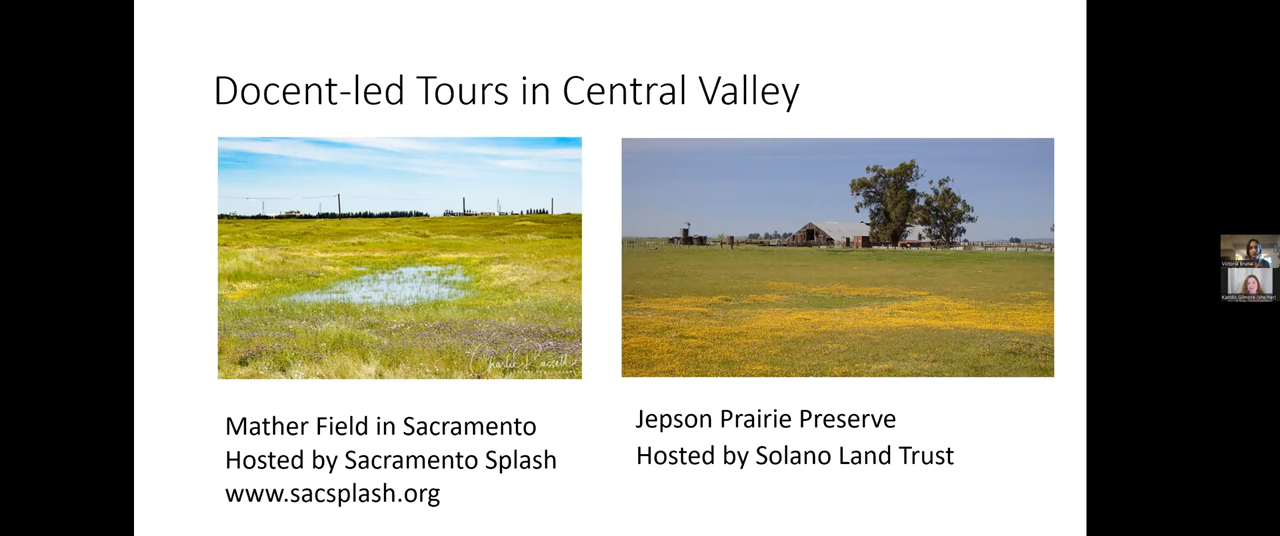 Docent-led Tours in Central Valley
Mather Field in Sacramento
Hosted by Sacramento Splash
www.sacsplash.org
Jepson Prairie Preserve
Hosted by Solano Land Trust